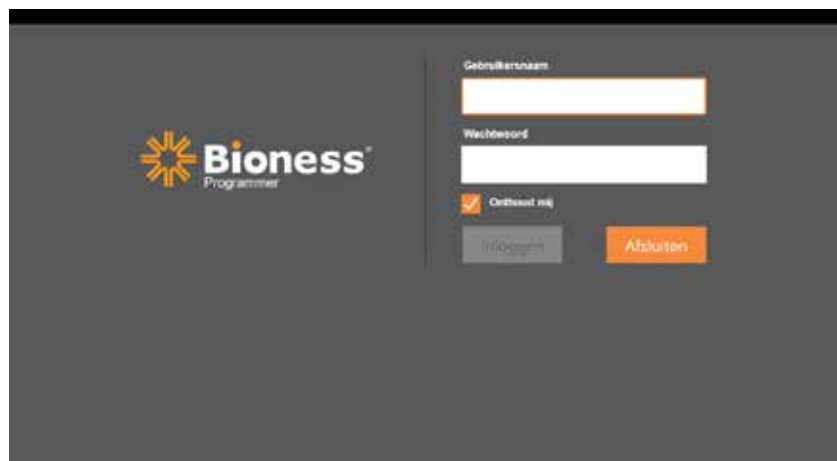 Bioness®
Programmer
Gebruikersnaam
Wachtwoord
Onthoud mij
Inloggen
Afsluiten